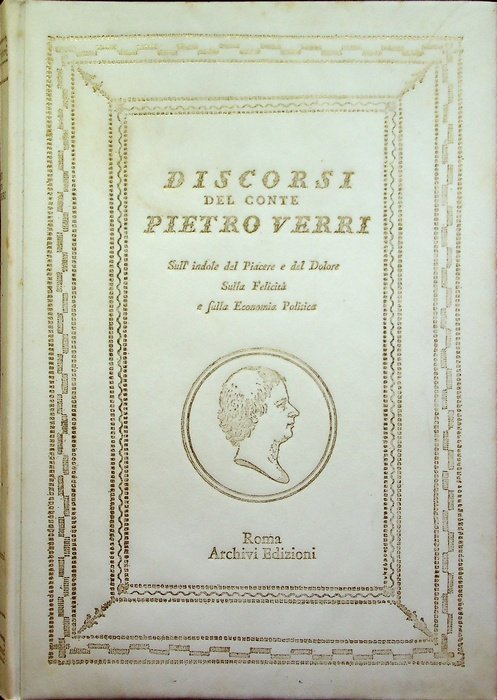 DISCORSI
DEL CONTE
PIETRO VERRI
Sull' indole del Piacere e del Dolore
Sulla Felicità
e ſulla Economia Politica
Roma
Archivi Edizioni